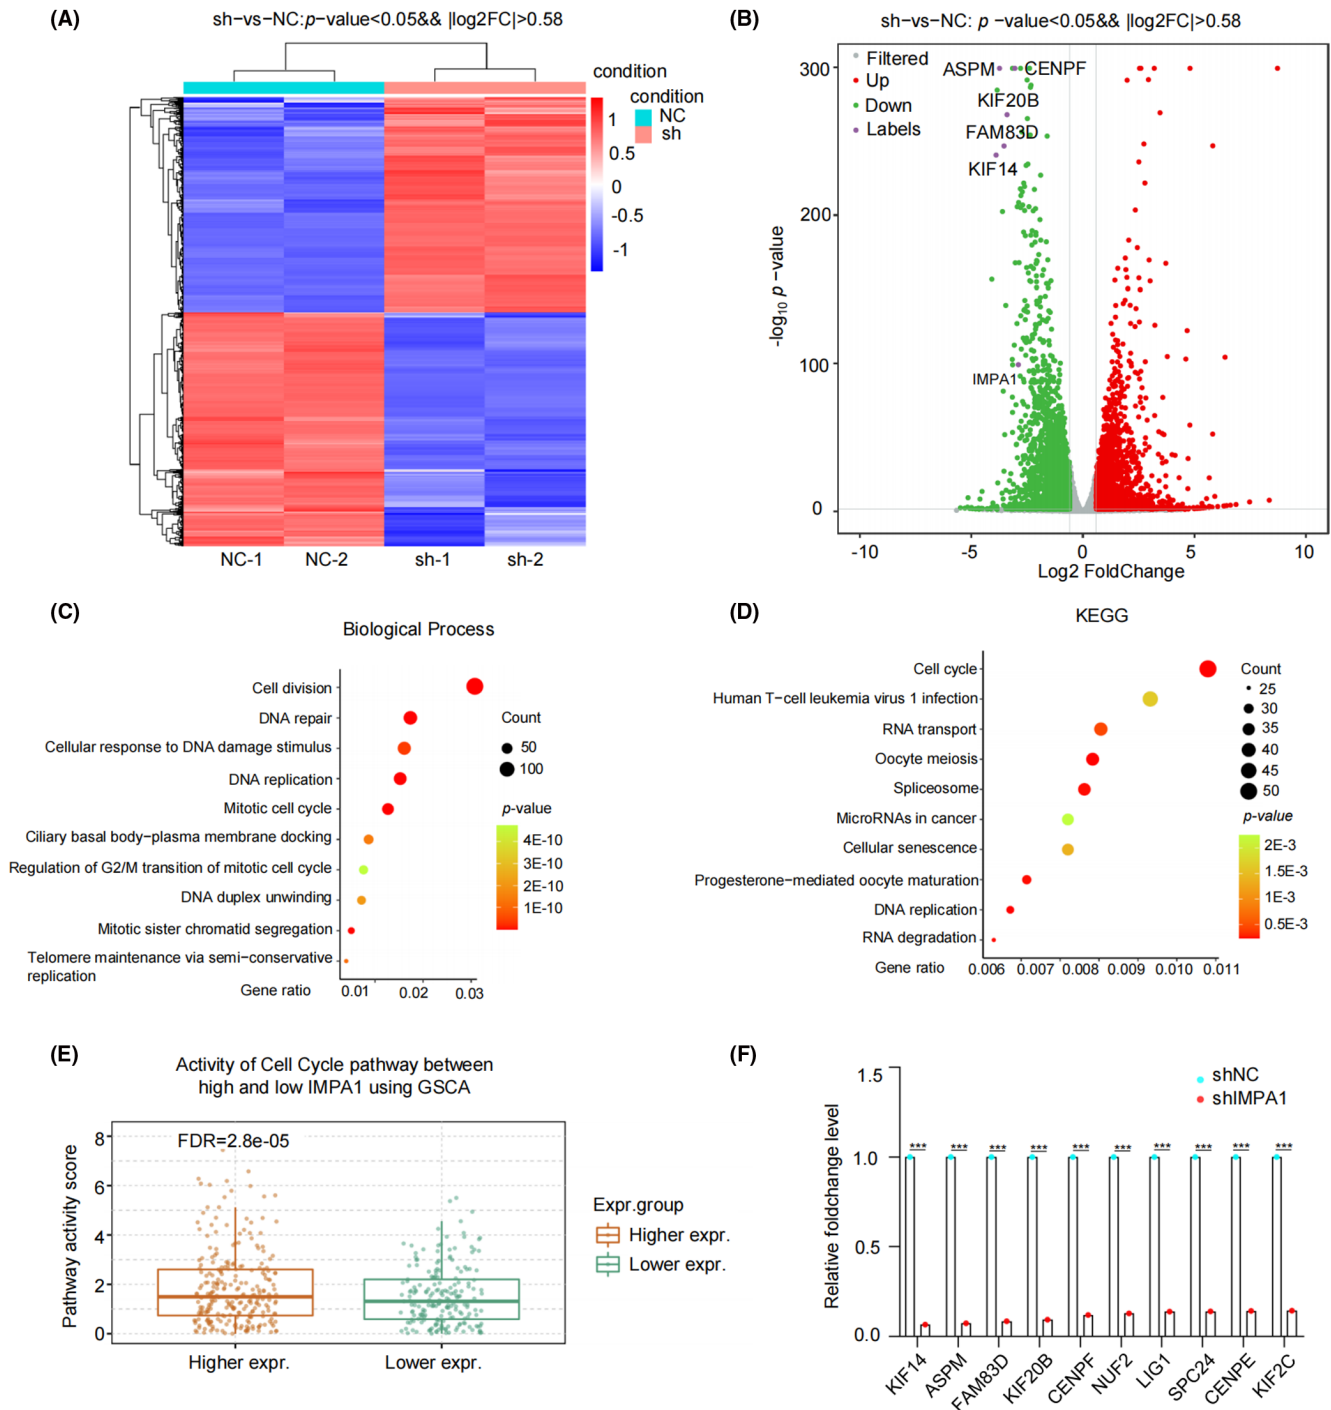 (A)
sh-vs-NC:p-value<0.05&& |log2FC|>0.58
condition
condition
NC
sh
1
0.5
0
-0.5
-1
NC-1
NC-2
sh-1
sh-2
(B)
sh-vs-NC: p -value<0.05&& |log2FC|>0.58
Filtered
Up
Down
Labels
ASPM
CENPF
KIF20B
FAM83D
KIF14
IMPA1
300
200
100
0
-log10 p -value
-10
-5
0
5
10
Log2 FoldChange
(C)
Biological Process
Cell division
DNA repair
Cellular response to DNA damage stimulus
DNA replication
Mitotic cell cycle
Ciliary basal body-plasma membrane docking
Regulation of G2/M transition of mitotic cell cycle
DNA duplex unwinding
Mitotic sister chromatid segregation
Telomere maintenance via semi-conservative
replication
Gene ratio
0.01
0.02
0.03
Count
50
100
p-value
4E-10
3E-10
2E-10
1E-10
(D)
KEGG
Cell cycle
Human T-cell leukemia virus 1 infection
RNA transport
Oocyte meiosis
Spliceosome
MicroRNAs in cancer
Cellular senescence
Progesterone-mediated oocyte maturation
DNA replication
RNA degradation
Gene ratio
0.006
0.007
0.008
0.009
0.010
0.011
Count
25
30
35
40
45
50
p-value
2E-3
1.5E-3
1E-3
0.5E-3
(E)
Activity of Cell Cycle pathway between
high and low IMPA1 using GSCA
FDR=2.8e-05
Pathway activity score
8
6
4
2
0
Higher expr.
Lower expr.
Expr.group
Higher expr.
Lower expr.
(F)
shNC
shIMPA1
Relative foldchange level
1.5
1.0
0.5
0.0
*** *** *** *** *** *** *** *** *** ***
KIF14
ASPM
FAM83D
KIF20B
CENPF
NUF2
LIG1
SPC24
CENPE
KIF2C